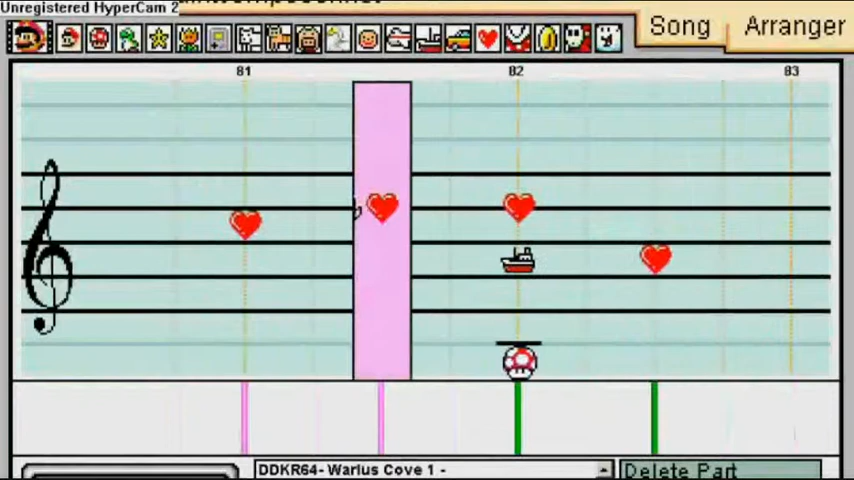 Unregistered HyperCam 2
Song
Arranger
81
82
83
DDKR64- Warlus Cove 1 -
Delete Part